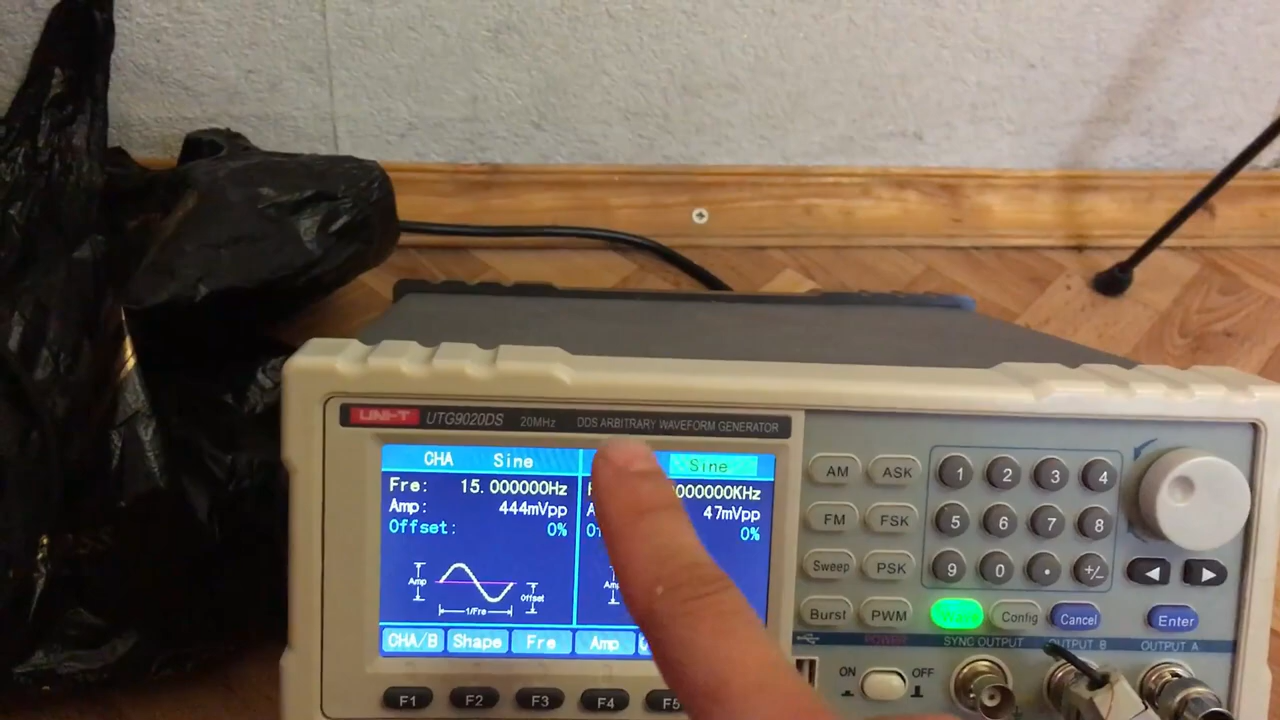 UNI-T UTG9020DS 20MHz DDS ARBITRARY WAVEFORM GENERATOR
CHA Sine
Fre: 15.000000Hz
Amp: 444mVpp
Offset: 0%
Amp
Offset
1/Fre
Sine
000000KHz
47mVpp
0%
Amp
CHA/B Shape Fre Amp
F1 F2 F3 F4 F5
AM ASK
FM FSK
Sweep PSK
Burst PWM
1 2 3 4
5 6 7 8
9 0 • +/-
Wave Config Cancel Enter
POWER SYNC OUTPUT OUTPUT B OUTPUT A
ON OFF